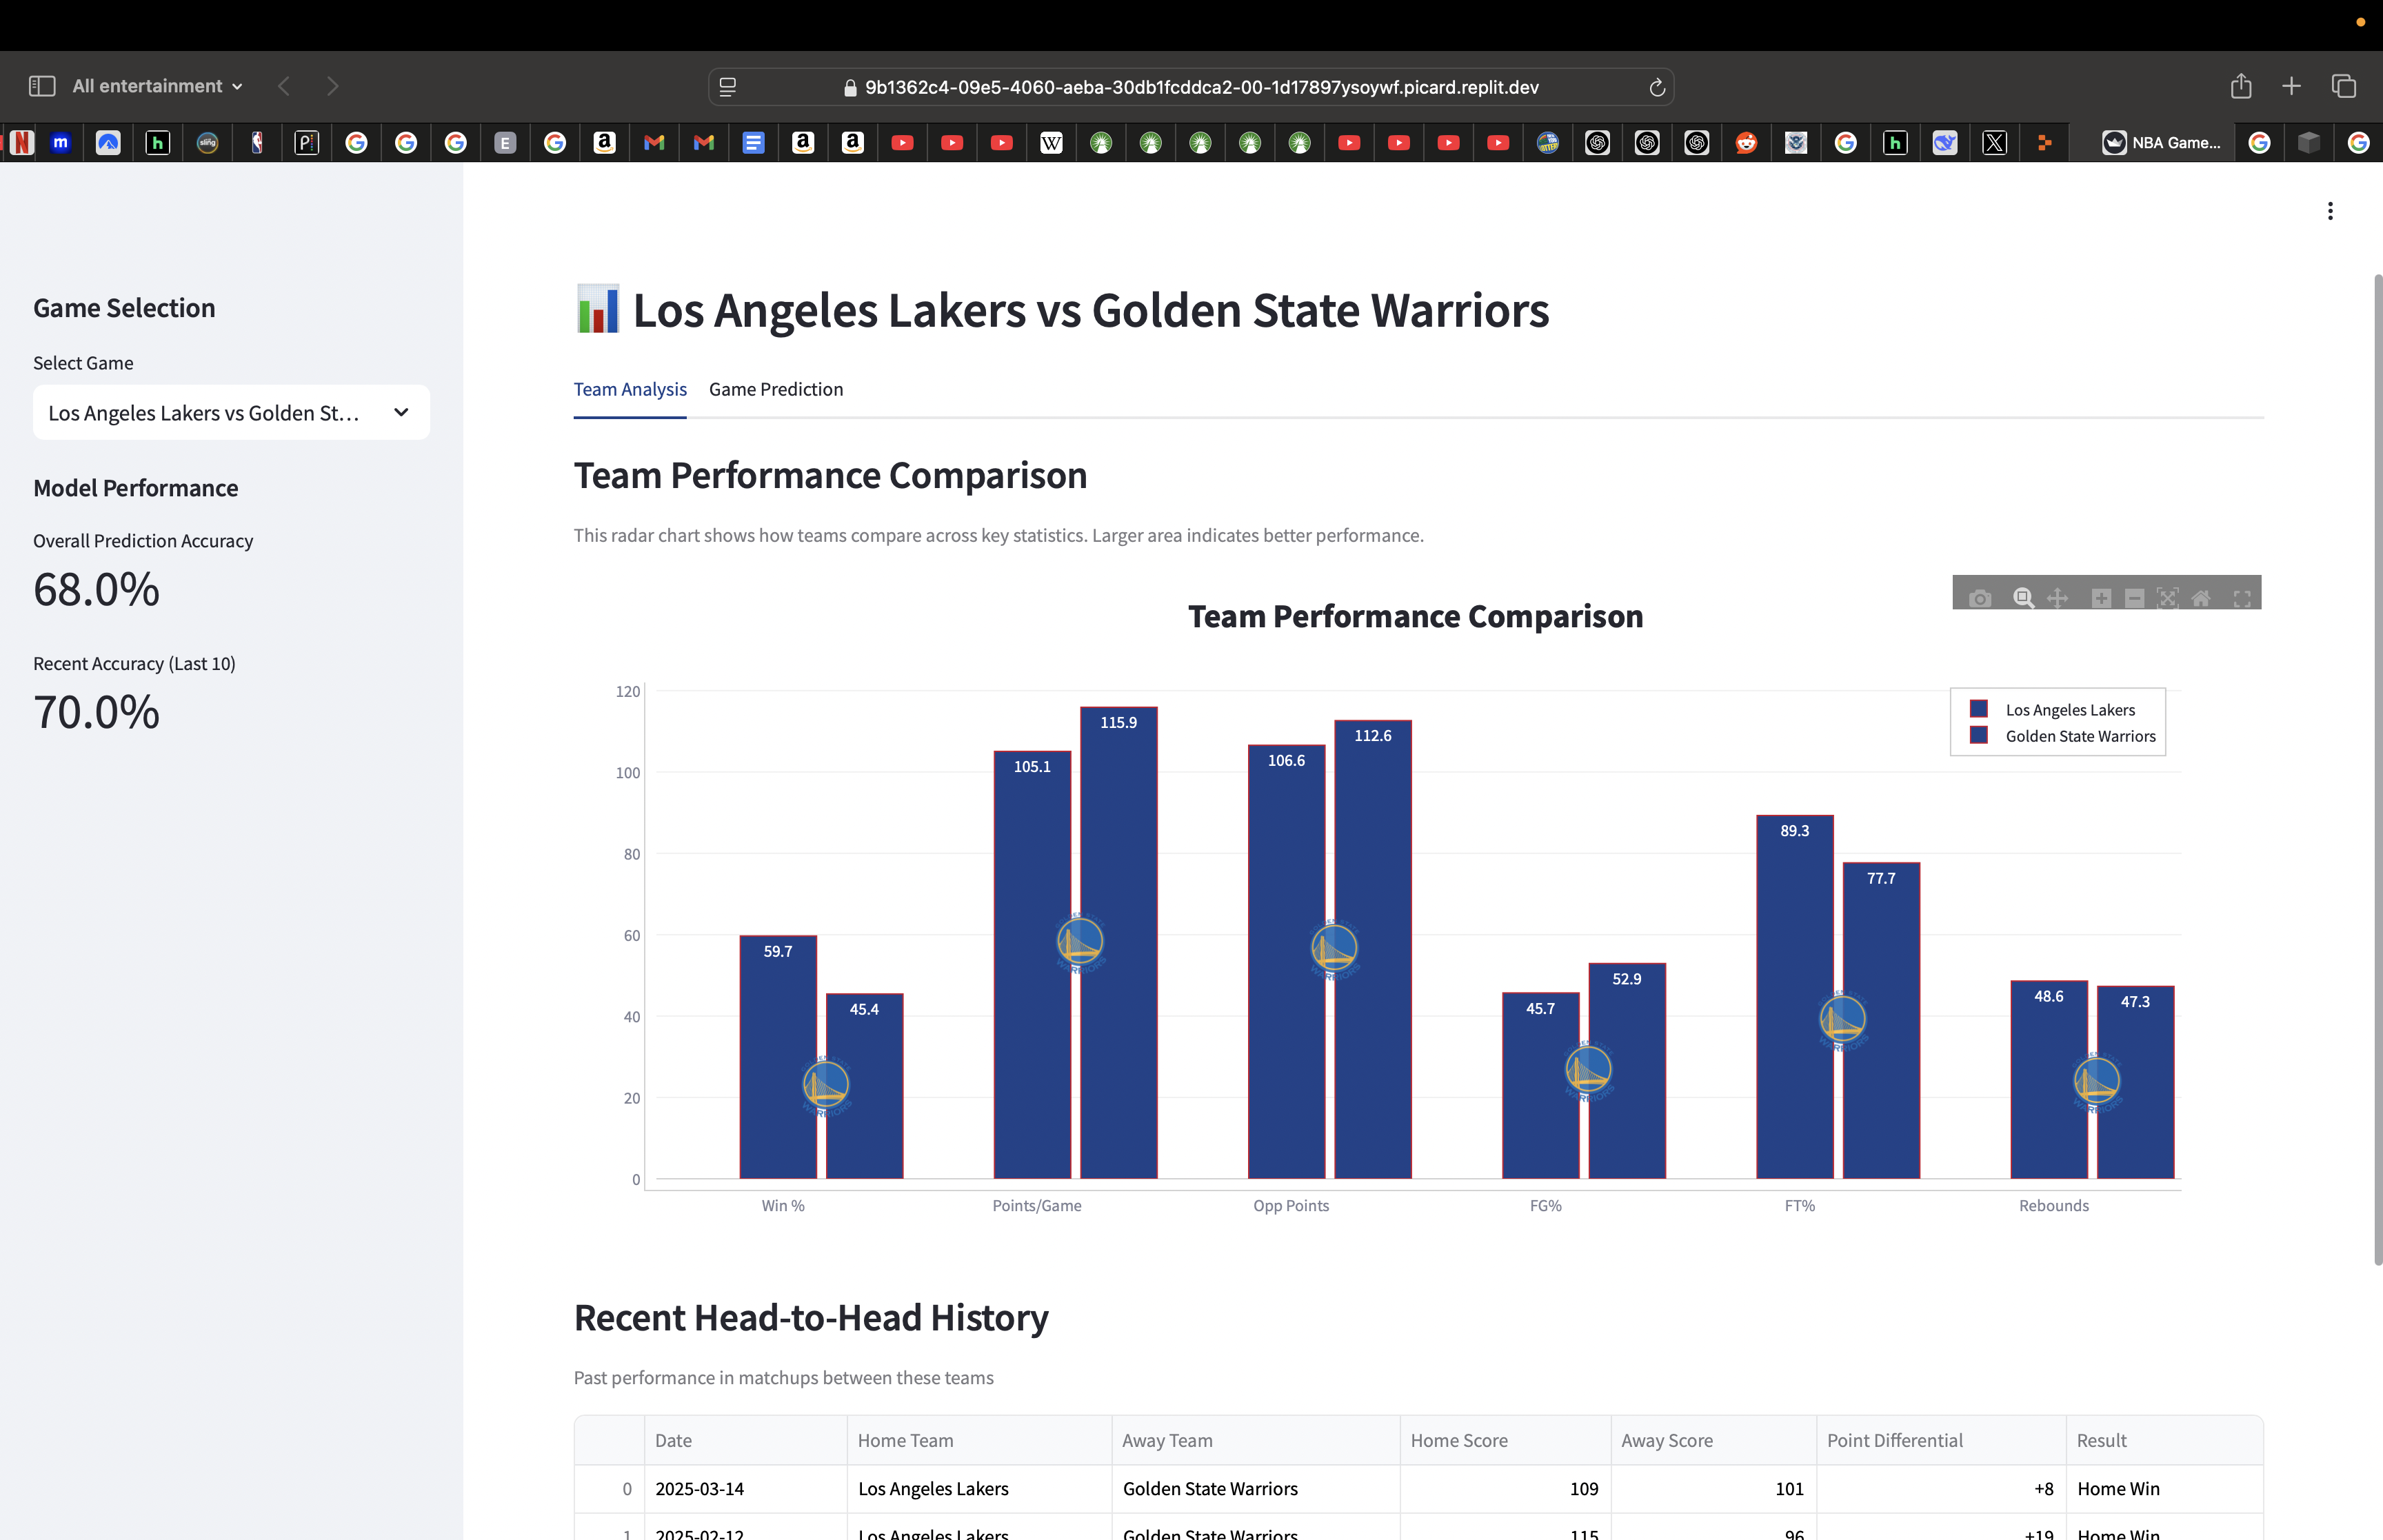 All entertainment
9b1362c4-09e5-4060-aeba-30db1fcddca2-00-1d17897ysoywf.picard.replit.dev
NBA Game...
Game Selection
Select Game
Los Angeles Lakers vs Golden St...
Model Performance
Overall Prediction Accuracy
68.0%
Recent Accuracy (Last 10)
70.0%
Los Angeles Lakers vs Golden State Warriors
Team Analysis Game Prediction
Team Performance Comparison
This radar chart shows how teams compare across key statistics. Larger area indicates better performance.
Team Performance Comparison
Los Angeles Lakers
Golden State Warriors
120
100
80
60
40
20
0
59.7 45.4
105.1 115.9
106.6 112.6
45.7 52.9
89.3 77.7
48.6 47.3
WARRIORS
WARRIORS
WARRIORS
WARRIORS
WARRIORS
WARRIORS
Win % Points/Game Opp Points FG% FT% Rebounds
Recent Head-to-Head History
Past performance in matchups between these teams
Date Home Team Away Team Home Score Away Score Point Differential Result
0 2025-03-14 Los Angeles Lakers Golden State Warriors 109 101 +8 Home Win
1 2025-02-12 Los Angeles Lakers Golden State Warriors 115 96 +19 Home Win